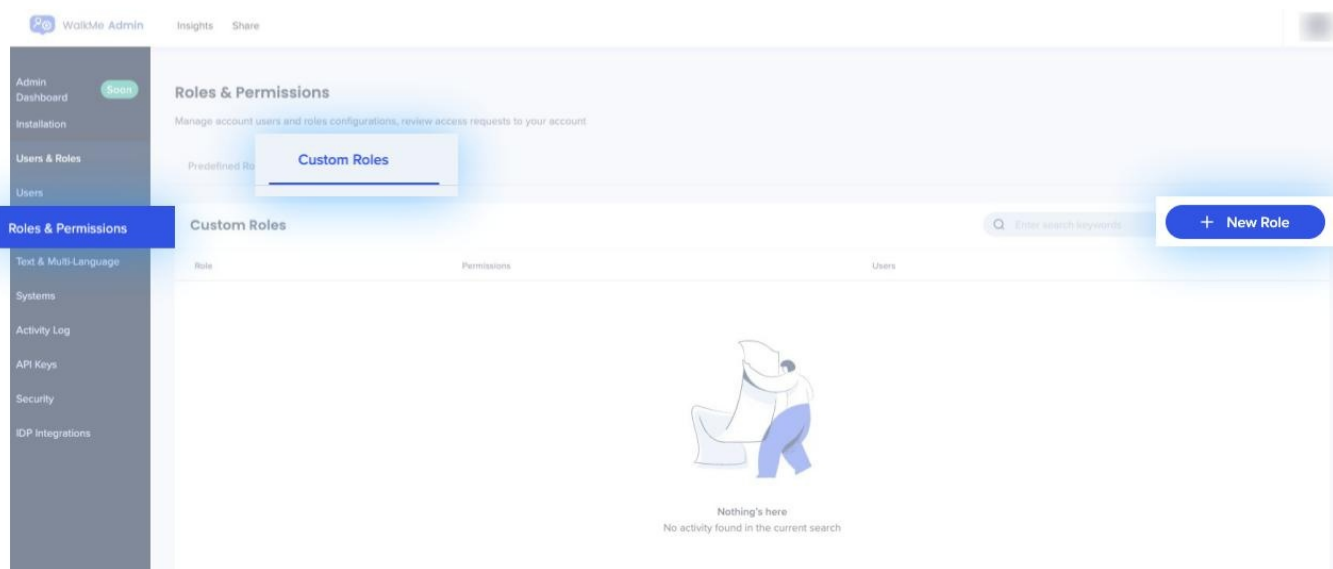 WalkMe Admin Insights Share
Admin
Dashboard Soon
Installation
Users & Roles
Users
Roles & Permissions
Text & Multi-Language
Systems
Activity Log
API Keys
Security
IDP Integrations
Roles & Permissions
Manage account users and roles configurations, review access requests to your account
Predefined Ro
Custom Roles
Custom Roles
Enter search keywords
+ New Role
Role Permissions Users
Nothing's here
No activity found in the current search